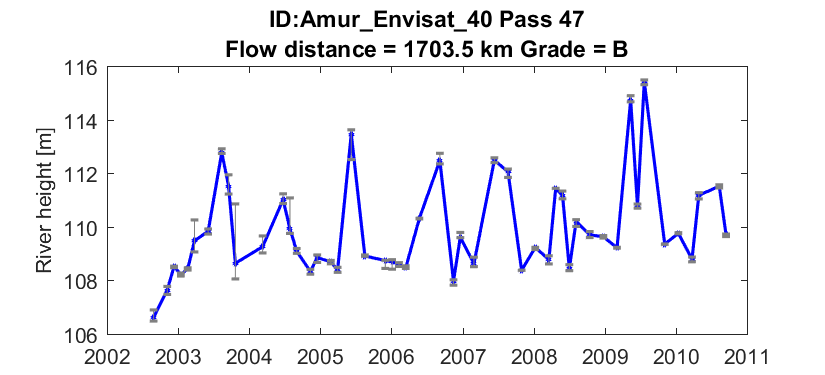 ID:Amur_Envisat_40 Pass 47
Flow distance = 1703.5 km Grade = B
116
114
112
110
108
106
River height [m]
2002 2003 2004 2005 2006 2007 2008 2009 2010 2011